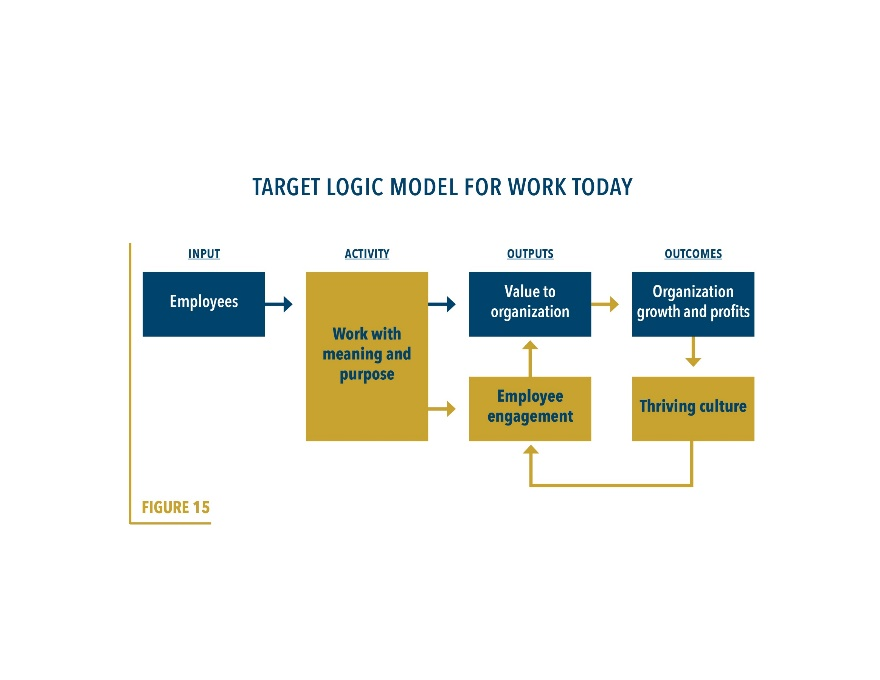 TARGET LOGIC MODEL FOR WORK TODAY
INPUT
ACTIVITY
OUTPUTS
OUTCOMES
Employees
Work with
meaning and
purpose
Value to
organization
Organization
growth and profits
Employee
engagement
Thriving culture
FIGURE 15